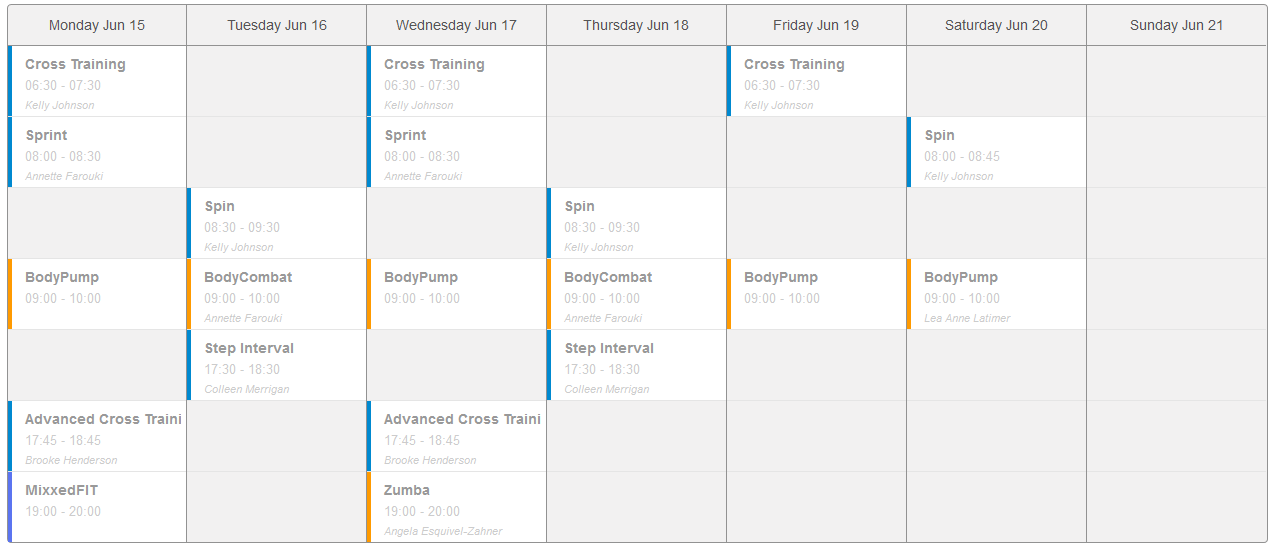 Monday Jun 15 Tuesday Jun 16 Wednesday Jun 17 Thursday Jun 18 Friday Jun 19 Saturday Jun 20 Sunday Jun 21
Cross Training Cross Training Cross Training
06:30 - 07:30 06:30 - 07:30 06:30 - 07:30
Kelly Johnson Kelly Johnson Kelly Johnson
Sprint Sprint Spin
08:00 - 08:30 08:00 - 08:30 08:00 - 08:45
Annette Farouki Annette Farouki Kelly Johnson
Spin Spin
08:30 - 09:30 08:30 - 09:30
Kelly Johnson Kelly Johnson
BodyPump BodyCombat BodyPump BodyCombat BodyPump BodyPump
09:00 - 10:00 09:00 - 10:00 09:00 - 10:00 09:00 - 10:00 09:00 - 10:00 09:00 - 10:00
Annette Farouki Annette Farouki Lea Anne Latimer
Step Interval Step Interval
17:30 - 18:30 17:30 - 18:30
Colleen Merrigan Colleen Merrigan
Advanced Cross Traini Advanced Cross Traini
17:45 - 18:45 17:45 - 18:45
Brooke Henderson Brooke Henderson
MixxedFIT Zumba
19:00 - 20:00 19:00 - 20:00
Angela Esquivel-Zahner